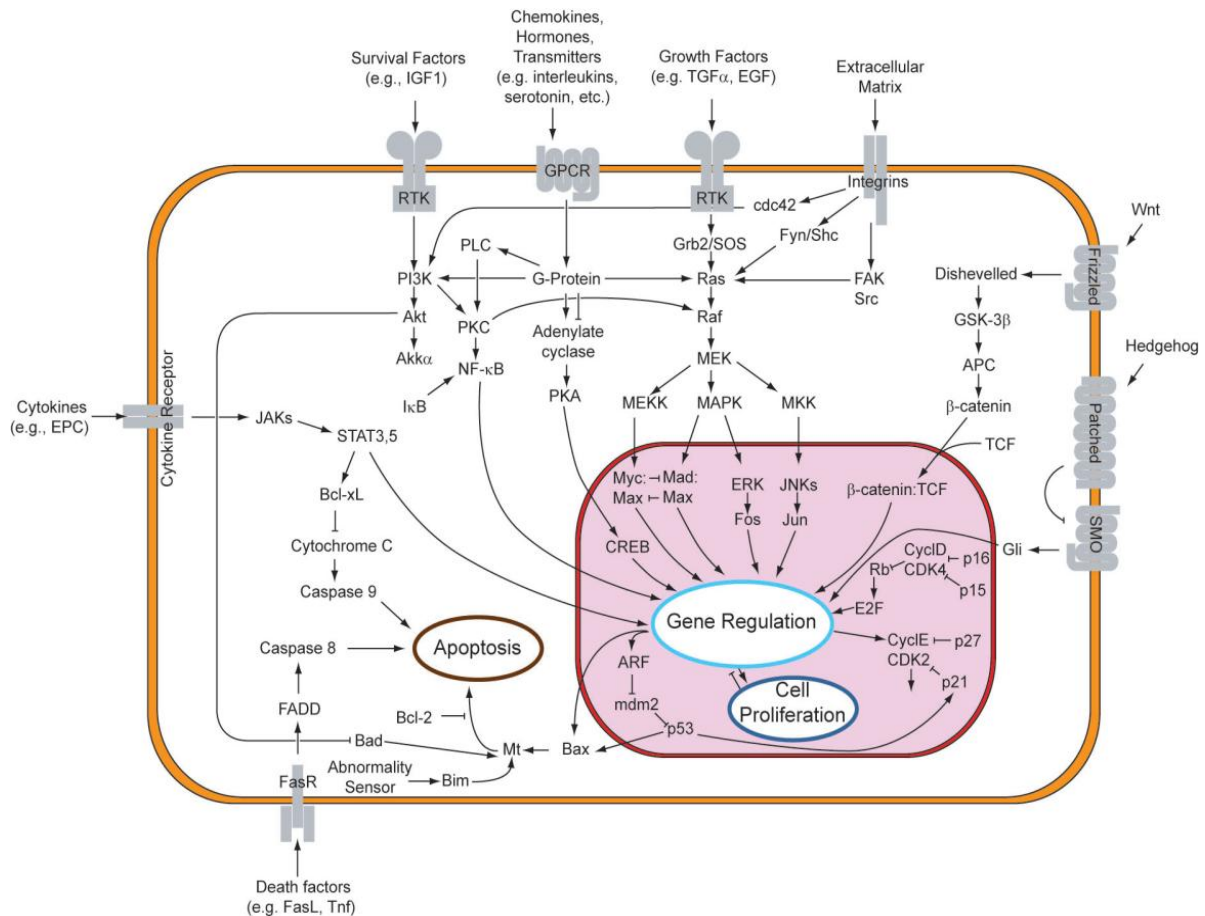 Chemokines,
Hormones,
Transmitters
(e.g. interleukins,
serotonin, etc.)
Survival Factors
(e.g., IGF1)
Growth Factors
(e.g. TGFα, EGF)
Extracellular
Matrix
RTK
GPCR
RTK
Integrins
cdc42
Grb2/SOS
Fyn/Shc
Wnt
Frizzled
PLC
PI3K
G-Protein
Ras
FAK
Src
Dishevelled
Akt
PKC
Adenylate
cyclase
Raf
GSK-3β
Akkα
NF-κB
MEK
APC
Hedgehog
IκB
PKA
MEKK
MAPK
MKK
β-catenin
Patched
Cytokines
(e.g., EPC)
Cytokine Receptor
JAKs
STAT3,5
TCF
Bcl-xL
Myc:
Max
Mad:
Max
ERK
JNKs
β-catenin:TCF
Fos
Jun
SMO
Cytochrome C
CREB
Gli
CyclD
CDK4
p16
Rb
p15
Caspase 9
E2F
Gene Regulation
CyclE
CDK2
p27
p21
Caspase 8
Apoptosis
ARF
Cell
Proliferation
FADD
Bcl-2
mdm2
p53
Bad
Mt
Bax
Abnormality
Sensor
Bim
FasR
Death factors
(e.g. FasL, Tnf)